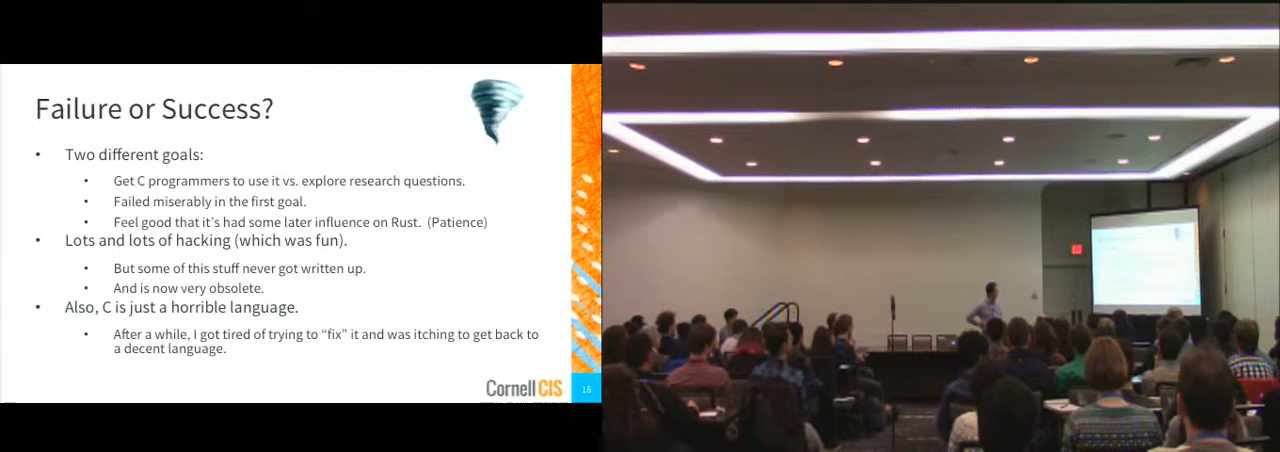 Failure or Success?
• Two different goals:
• Get C programmers to use it vs. explore research questions.
• Failed miserably in the first goal.
• Feel good that it's had some later influence on Rust. (Patience)
• Lots and lots of hacking (which was fun).
• But some of this stuff never got written up.
• And is now very obsolete.
• Also, C is just a horrible language.
• After a while, I got tired of trying to “fix” it and was itching to get back to
a decent language.
Cornell CIS